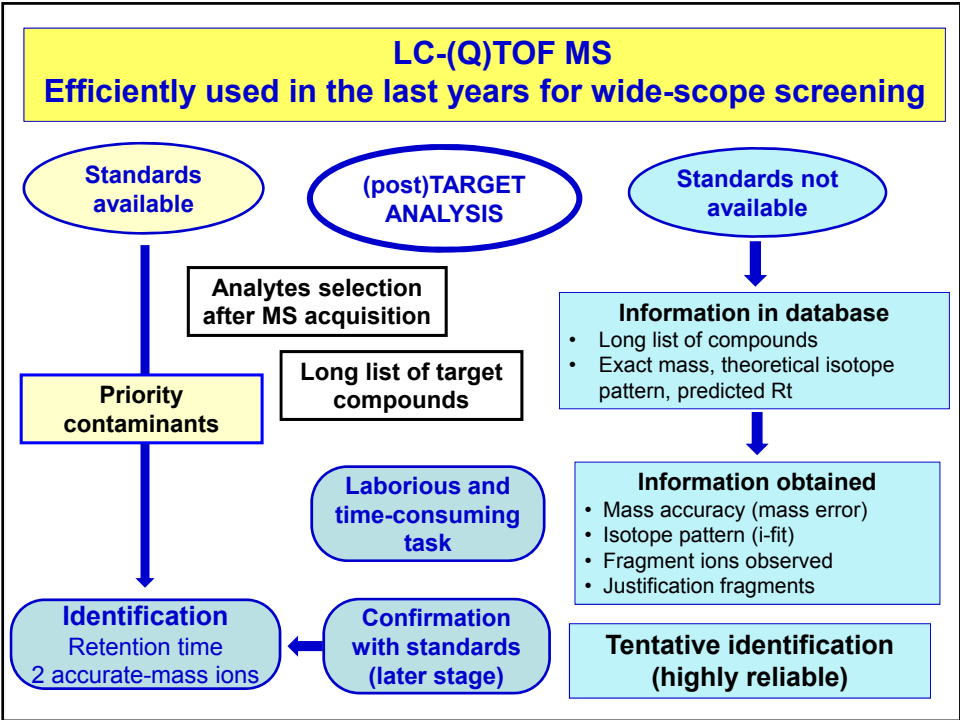 LC-(Q)TOF MS
Efficiently used in the last years for wide-scope screening
Standards
available
(post)TARGET
ANALYSIS
Standards not
available
Analytes selection
after MS acquisition
Long list of target
compounds
Priority
contaminants
Information in database
• Long list of compounds
• Exact mass, theoretical isotope
pattern, predicted Rt
Laborious and
time-consuming
task
Information obtained
• Mass accuracy (mass error)
• Isotope pattern (i-fit)
• Fragment ions observed
• Justification fragments
Identification
Retention time
2 accurate-mass ions
Confirmation
with standards
(later stage)
Tentative identification
(highly reliable)